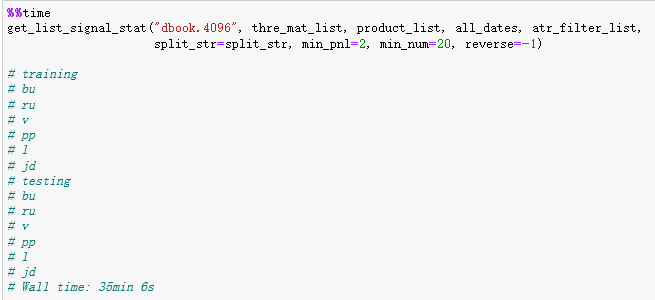 %%time
get_list_signal_stat("dbook.4096", thre_mat_list, product_list, all_dates, atr_filter_list,
split_str=split_str, min_pnl=2, min_num=20, reverse=-1)
# training
# bu
# ru
# v
# pp
# l
# jd
# testing
# bu
# ru
# v
# pp
# l
# jd
# Wall time: 35min 6s